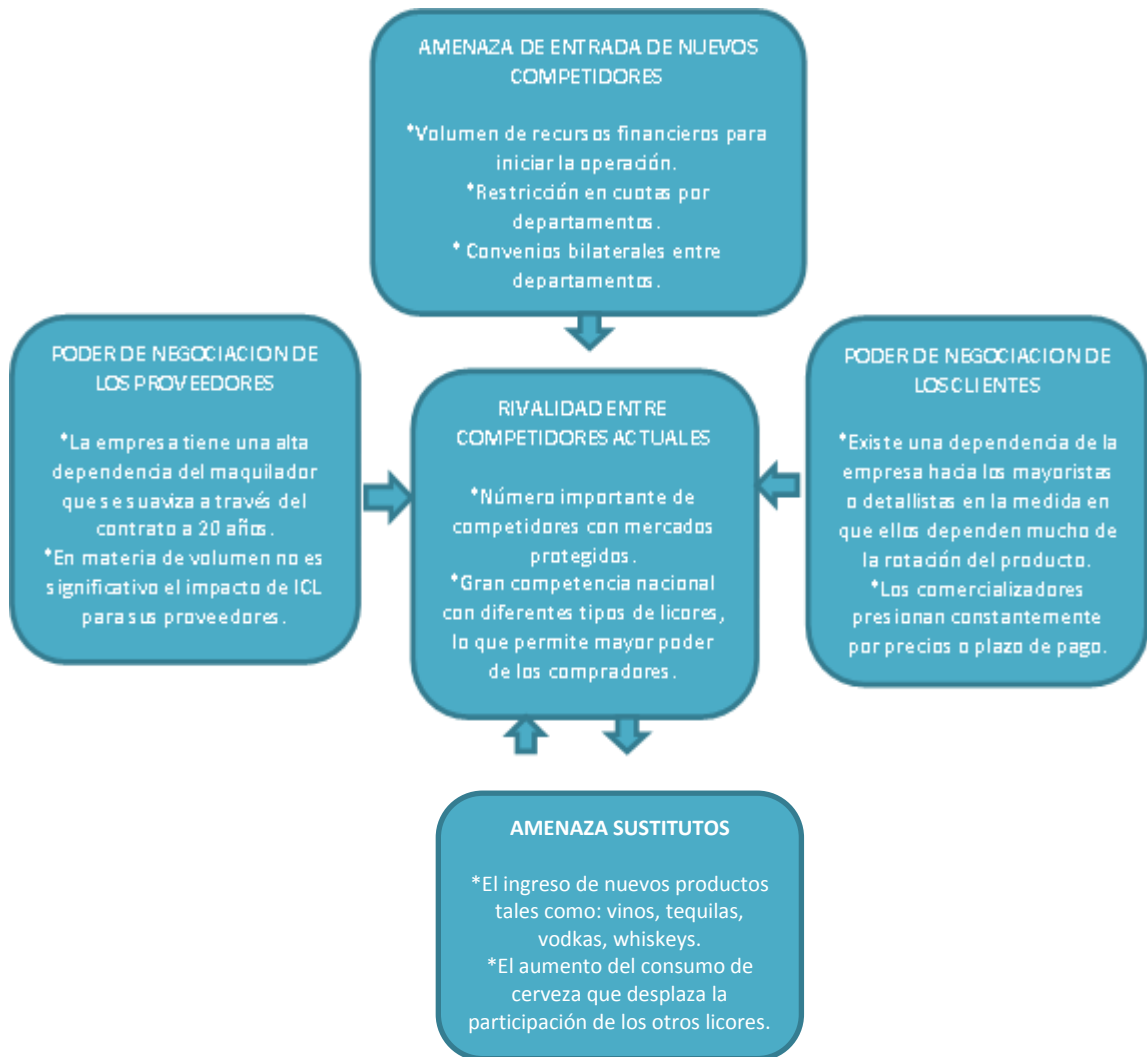 AMENAZA DE ENTRADA DE NUEVOS
COMPETIDORES
*Volumen de recursos financieros para
iniciar la operación.
*Restricción en cuotas por
departamentos.
* Convenios bilaterales entre
departamentos.
PODER DE NEGOCIACION DE
LOS PROVEEDORES
*La empresa tiene una alta
dependencia del maquilador
que se suaviza a través del
contrato a 20 años.
*En materia de volumen no es
significativo el impacto de ICL
para sus proveedores.
RIVALIDAD ENTRE
COMPETIDORES ACTUALES
*Número importante de
competidores con mercados
protegidos.
*Gran competencia nacional
con diferentes tipos de licores,
lo que permite mayor poder
de los compradores.
PODER DE NEGOCIACION DE
LOS CLIENTES
*Existe una dependencia de la
empresa hacia los mayoristas
o detallistas en la medida en
que ellos dependen mucho de
la rotación del producto.
*Los comercializadores
presionan constantemente
por precios o plazo de pago.
AMENAZA SUSTITUTOS
*El ingreso de nuevos productos
tales como: vinos, tequilas,
vodkas, whiskeys.
*El aumento del consumo de
cerveza que desplaza la
participación de los otros licores.